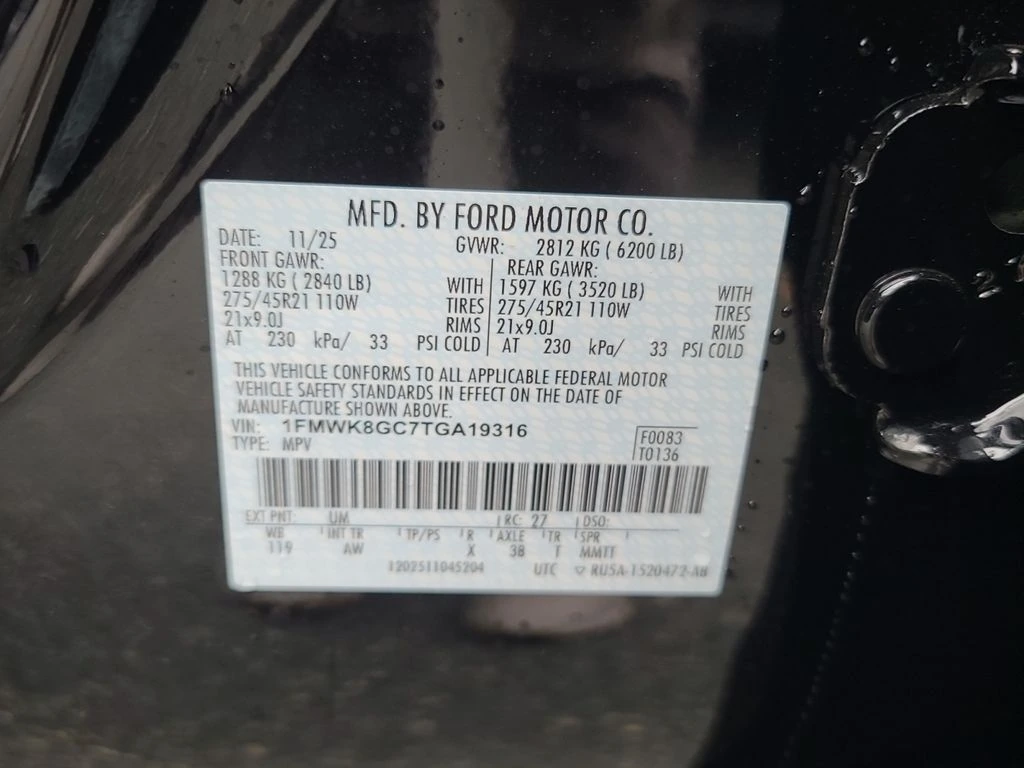 MFD. BY FORD MOTOR CO.
DATE: 11/25 GVWR: 2812 KG ( 6200 LB)
FRONT GAWR: REAR GAWR:
1288 KG ( 2840 LB) WITH 1597 KG ( 3520 LB) WITH
275/45R21 110W TIRES 275/45R21 110W TIRES
21x9.0J RIMS 21x9.0J RIMS
AT 230 kPa/ 33 PSI COLD AT 230 kPa/ 33 PSI COLD
THIS VEHICLE CONFORMS TO ALL APPLICABLE FEDERAL MOTOR
VEHICLE SAFETY STANDARDS IN EFFECT ON THE DATE OF
MANUFACTURE SHOWN ABOVE.
VIN: 1FMWK8GC7TGA19316 F0083
TYPE: MPV T0136
EXT PNT: UM RC: 27 DSO:
WB INT TR TP/PS R AXLE TR SPR
119 AW X 38 T MMTT
1202511045204 UTC ▽ RU5A-1520472-AB